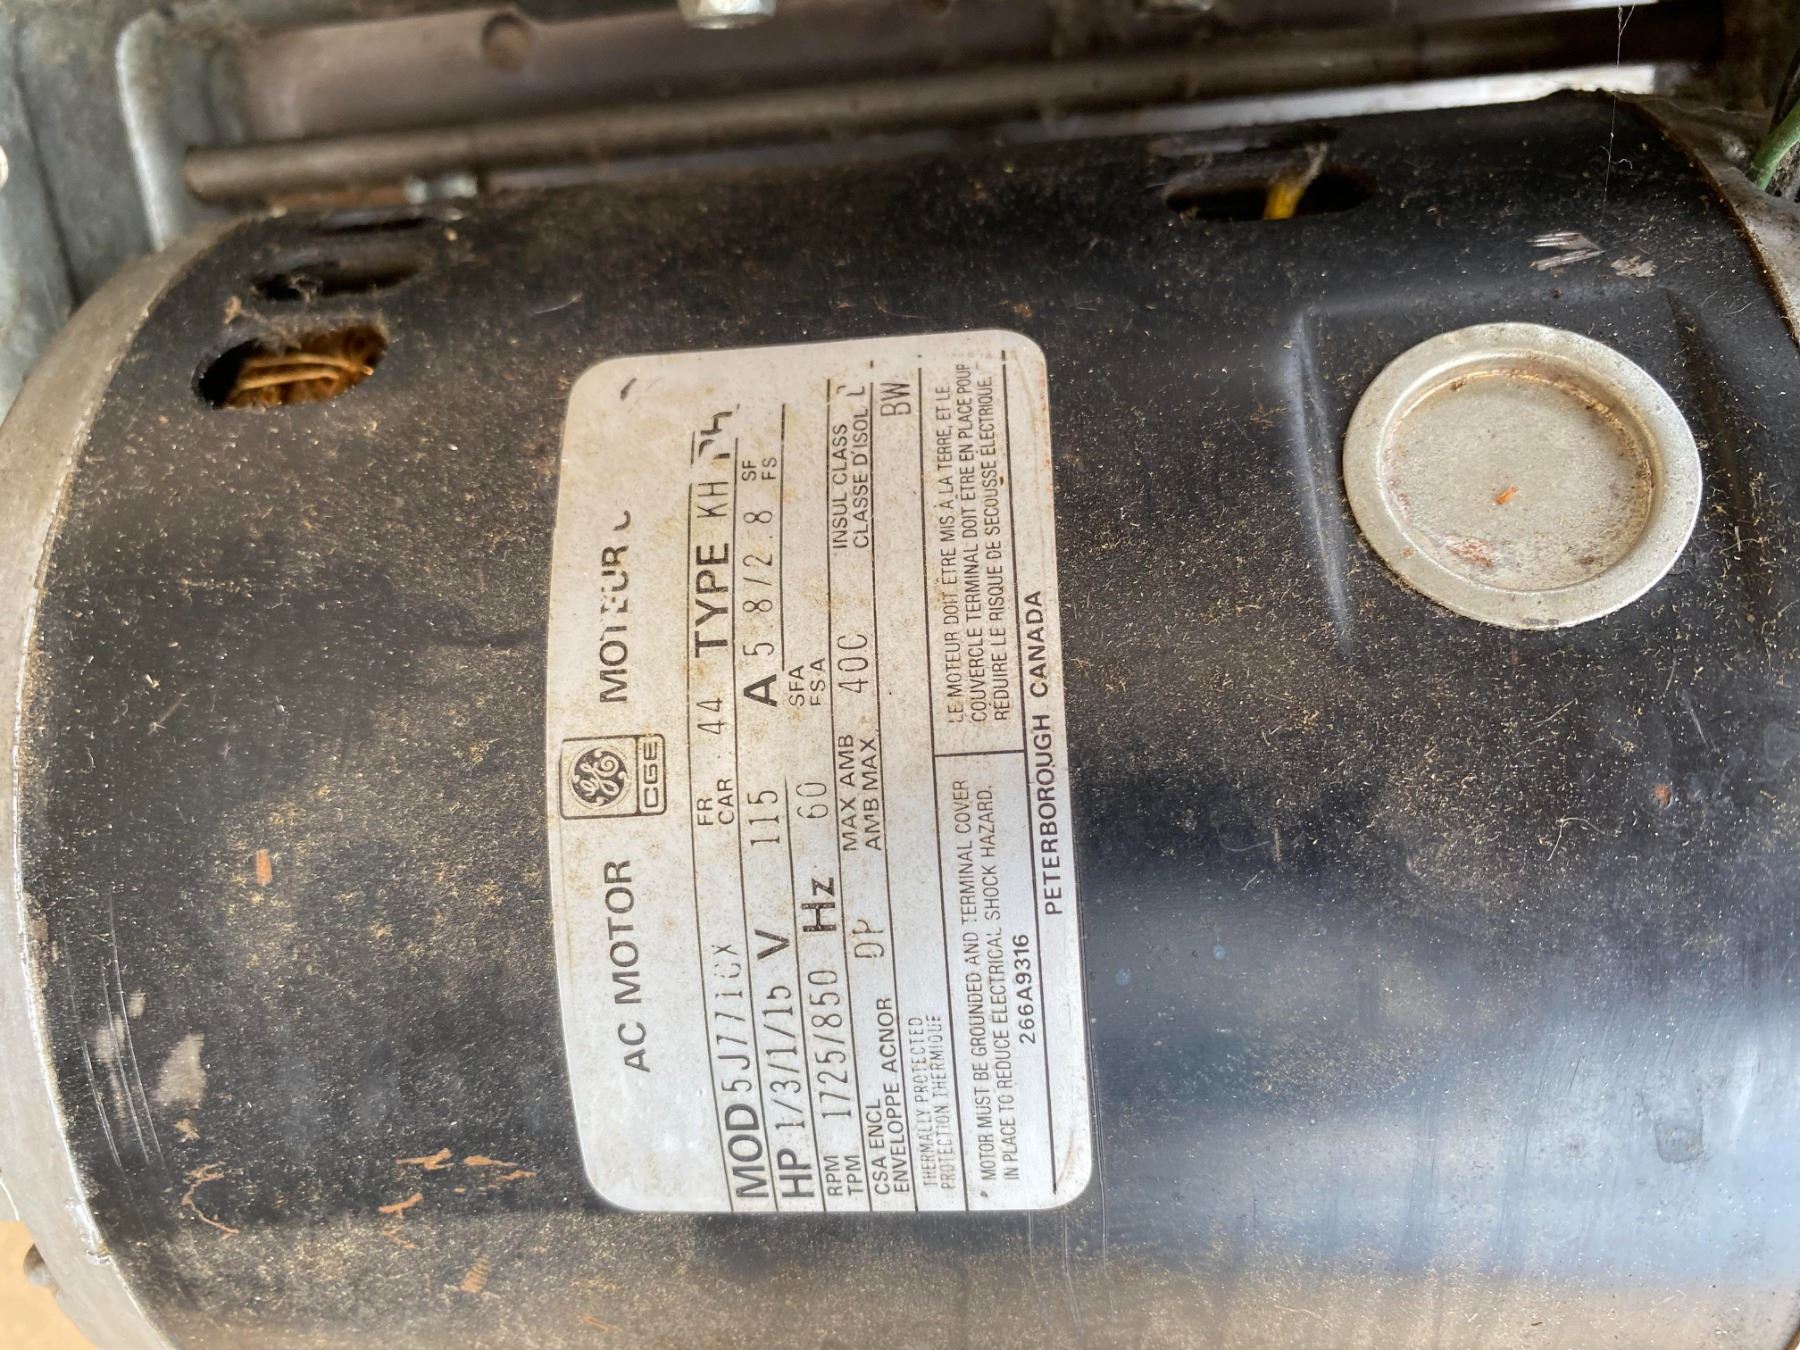 AC MOTOR
CGE
MOTEUR
FR
CAR
44
TYPE KH
MOD 5J771GX
HP 1/3/1/15 V 115 A 5.8/2.8 SF
FS
RPM
TPM
1725/850 Hz 60
SFA
F.S.A
CSA ENCL
ENVELOPPE ACNOR
DP
MAX AMB
AMB MAX
40C
INSUL CLASS
CLASSE D'ISOL
THERMALLY PROTECTED
PROTECTION THERMIQUE
BW
* MOTOR MUST BE GROUNDED AND TERMINAL COVER
IN PLACE TO REDUCE ELECTRICAL SHOCK HAZARD.
LE MOTEUR DOIT ETRE MIS À LA TERRE, ET LE
COUVERCLE TERMINAL DOIT ÊTRE EN PLACE POUR
REDUIRE LE RISQUE DE SECOUSSE ÉLECTRIQUE.
266A9316
PETERBOROUGH CANADA